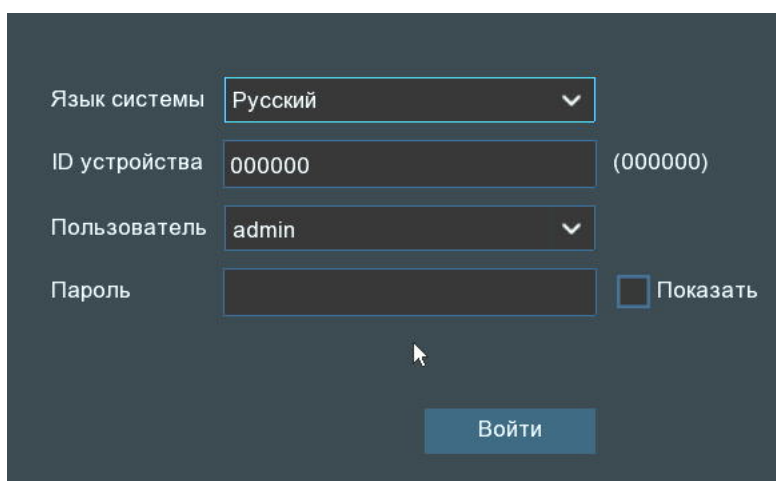 Язык системы Русский
ID устройства 000000 (000000)
Пользователь admin
Пароль Показать
Войти